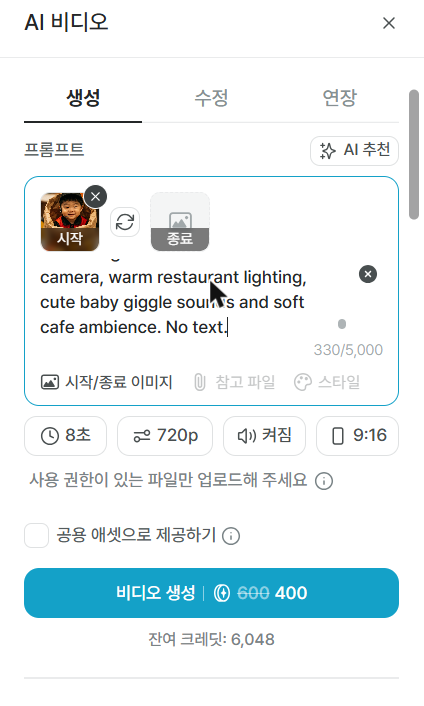 AI 비디오
생성
수정
연장
프롬프트
AI 추천
시작
종료
camera, warm restaurant lighting,
cute baby giggle sounds and soft
cafe ambience. No text.
330/5,000
시작/종료 이미지
참고 파일
스타일
8초
720p
켜짐
9:16
사용 권한이 있는 파일만 업로드해 주세요
공용 애셋으로 제공하기
비디오 생성 600 400
잔여 크레딧: 6,048